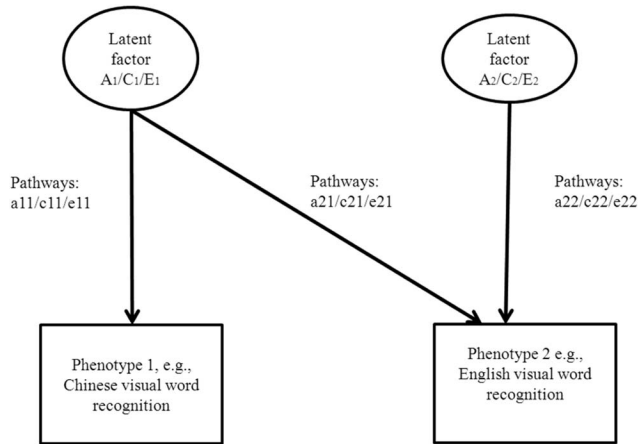 Latent
factor
A1/C1/E1
Latent
factor
A2/C2/E2
Pathways:
a11/c11/e11
Pathways:
a21/c21/e21
Pathways:
a22/c22/e22
Phenotype 1, e.g.,
Chinese visual word
recognition
Phenotype 2 e.g.,
English visual word
recognition